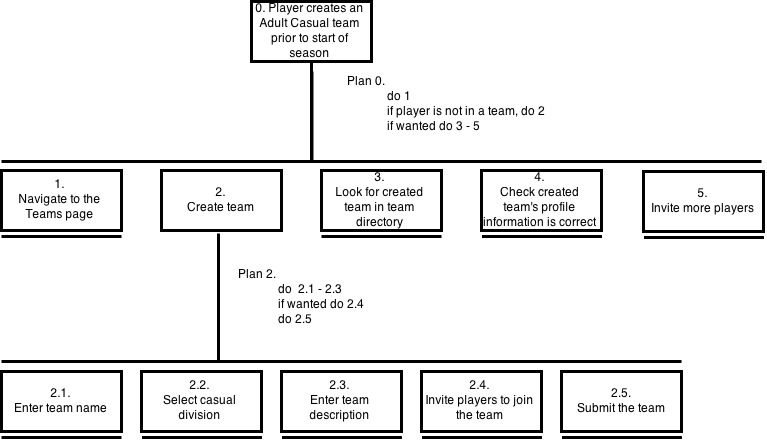 0. Player creates an
Adult Casual team
prior to start of
season
Plan 0.
do 1
if player is not in a team, do 2
if wanted do 3 - 5
1.
Navigate to the
Teams page
2.
Create team
3.
Look for created
team in team
directory
4.
Check created
team's profile
information is correct
5.
Invite more players
Plan 2.
do 2.1 - 2.3
if wanted do 2.4
do 2.5
2.1.
Enter team name
2.2.
Select casual
division
2.3.
Enter team
description
2.4.
Invite players to join
the team
2.5.
Submit the team